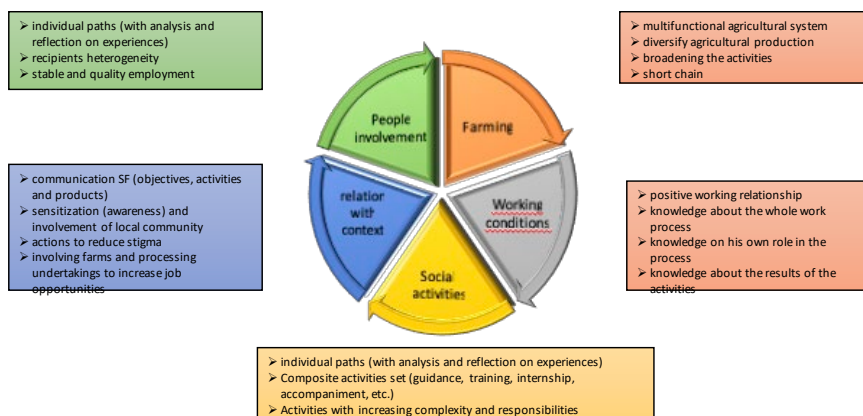 ➢ individual paths (with analysis and
reflection on experiences)
➢ recipients heterogeneity
➢ stable and quality employment
➢ multifunctional agricultural system
➢ diversify agricultural production
➢ broadening the activities
➢ short chain
People
involvement
Farming
➢ communication SF (objectives, activities
and products)
➢ sensitization (awareness) and
involvement of local community
➢ actions to reduce stigma
➢ involving farms and processing
undertakings to increase job
opportunities
relation
with
context
Working
conditions
➢ positive working relationship
➢ knowledge about the whole work
process
➢ knowledge on his own role in the
process
➢ knowledge about the results of the
activities
Social
activities
➢ individual paths (with analysis and reflection on experiences)
➢ Composite activities set (guidance, training, internship,
accompaniment, etc.)
➢ Activities with increasing complexity and responsibilities